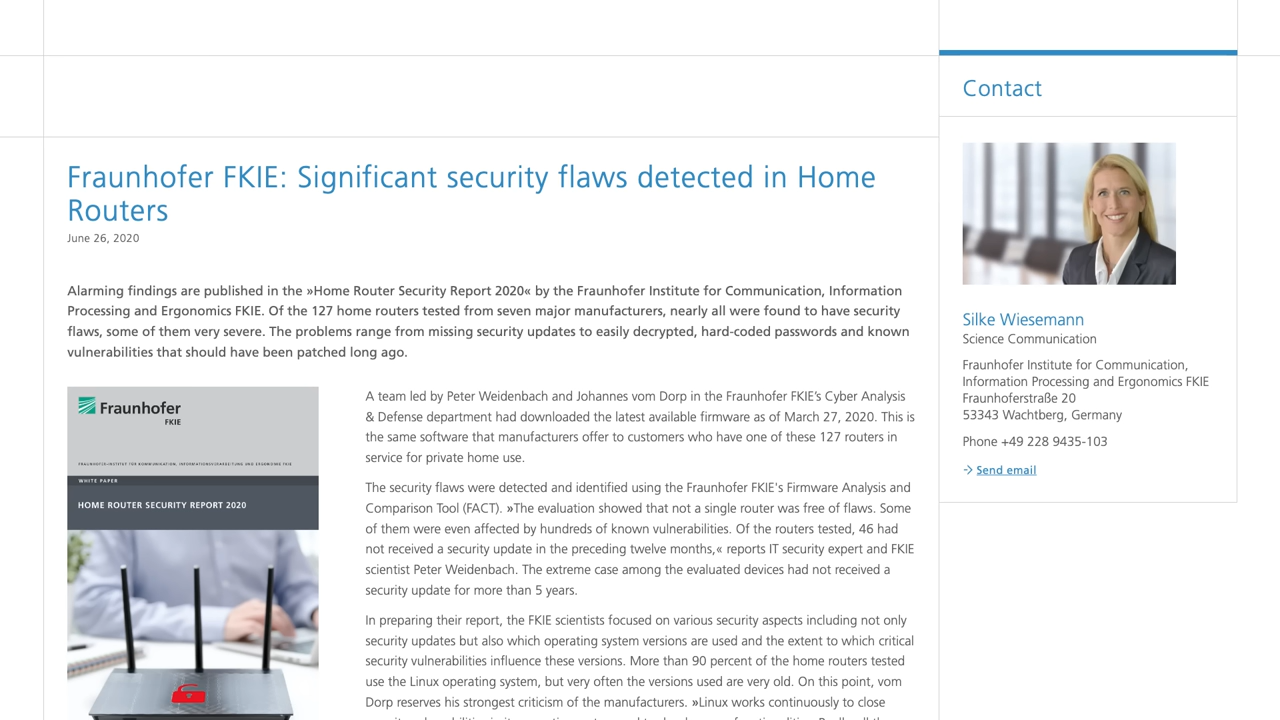 Fraunhofer FKIE: Significant security flaws detected in Home
Routers
June 26, 2020
Alarming findings are published in the »Home Router Security Report 2020« by the Fraunhofer Institute for Communication, Information
Processing and Ergonomics FKIE. Of the 127 home routers tested from seven major manufacturers, nearly all were found to have security
flaws, some of them very severe. The problems range from missing security updates to easily decrypted, hard-coded passwords and known
vulnerabilities that should have been patched long ago.
Fraunhofer
FKIE
FRAUNHOFER-INSTITUT FÜR KOMMUNIKATION, INFORMATIONSVERARBEITUNG UND ERGONOMIE FKIE
WHITE PAPER
HOME ROUTER SECURITY REPORT 2020
A team led by Peter Weidenbach and Johannes vom Dorp in the Fraunhofer FKIE's Cyber Analysis
& Defense department had downloaded the latest available firmware as of March 27, 2020. This is
the same software that manufacturers offer to customers who have one of these 127 routers in
service for private home use.
The security flaws were detected and identified using the Fraunhofer FKIE's Firmware Analysis and
Comparison Tool (FACT). »The evaluation showed that not a single router was free of flaws. Some
of them were even affected by hundreds of known vulnerabilities. Of the routers tested, 46 had
not received a security update in the preceding twelve months,« reports IT security expert and FKIE
scientist Peter Weidenbach. The extreme case among the evaluated devices had not received a
security update for more than 5 years.
In preparing their report, the FKIE scientists focused on various security aspects including not only
security updates but also which operating system versions are used and the extent to which critical
security vulnerabilities influence these versions. More than 90 percent of the home routers tested
use the Linux operating system, but very often the versions used are very old. On this point, vom
Dorp reserves his strongest criticism of the manufacturers. »Linux works continuously to close
Contact
Silke Wiesemann
Science Communication
Fraunhofer Institute for Communication,
Information Processing and Ergonomics FKIE
Fraunhoferstraße 20
53343 Wachtberg, Germany
Phone +49 228 9435-103
Send email